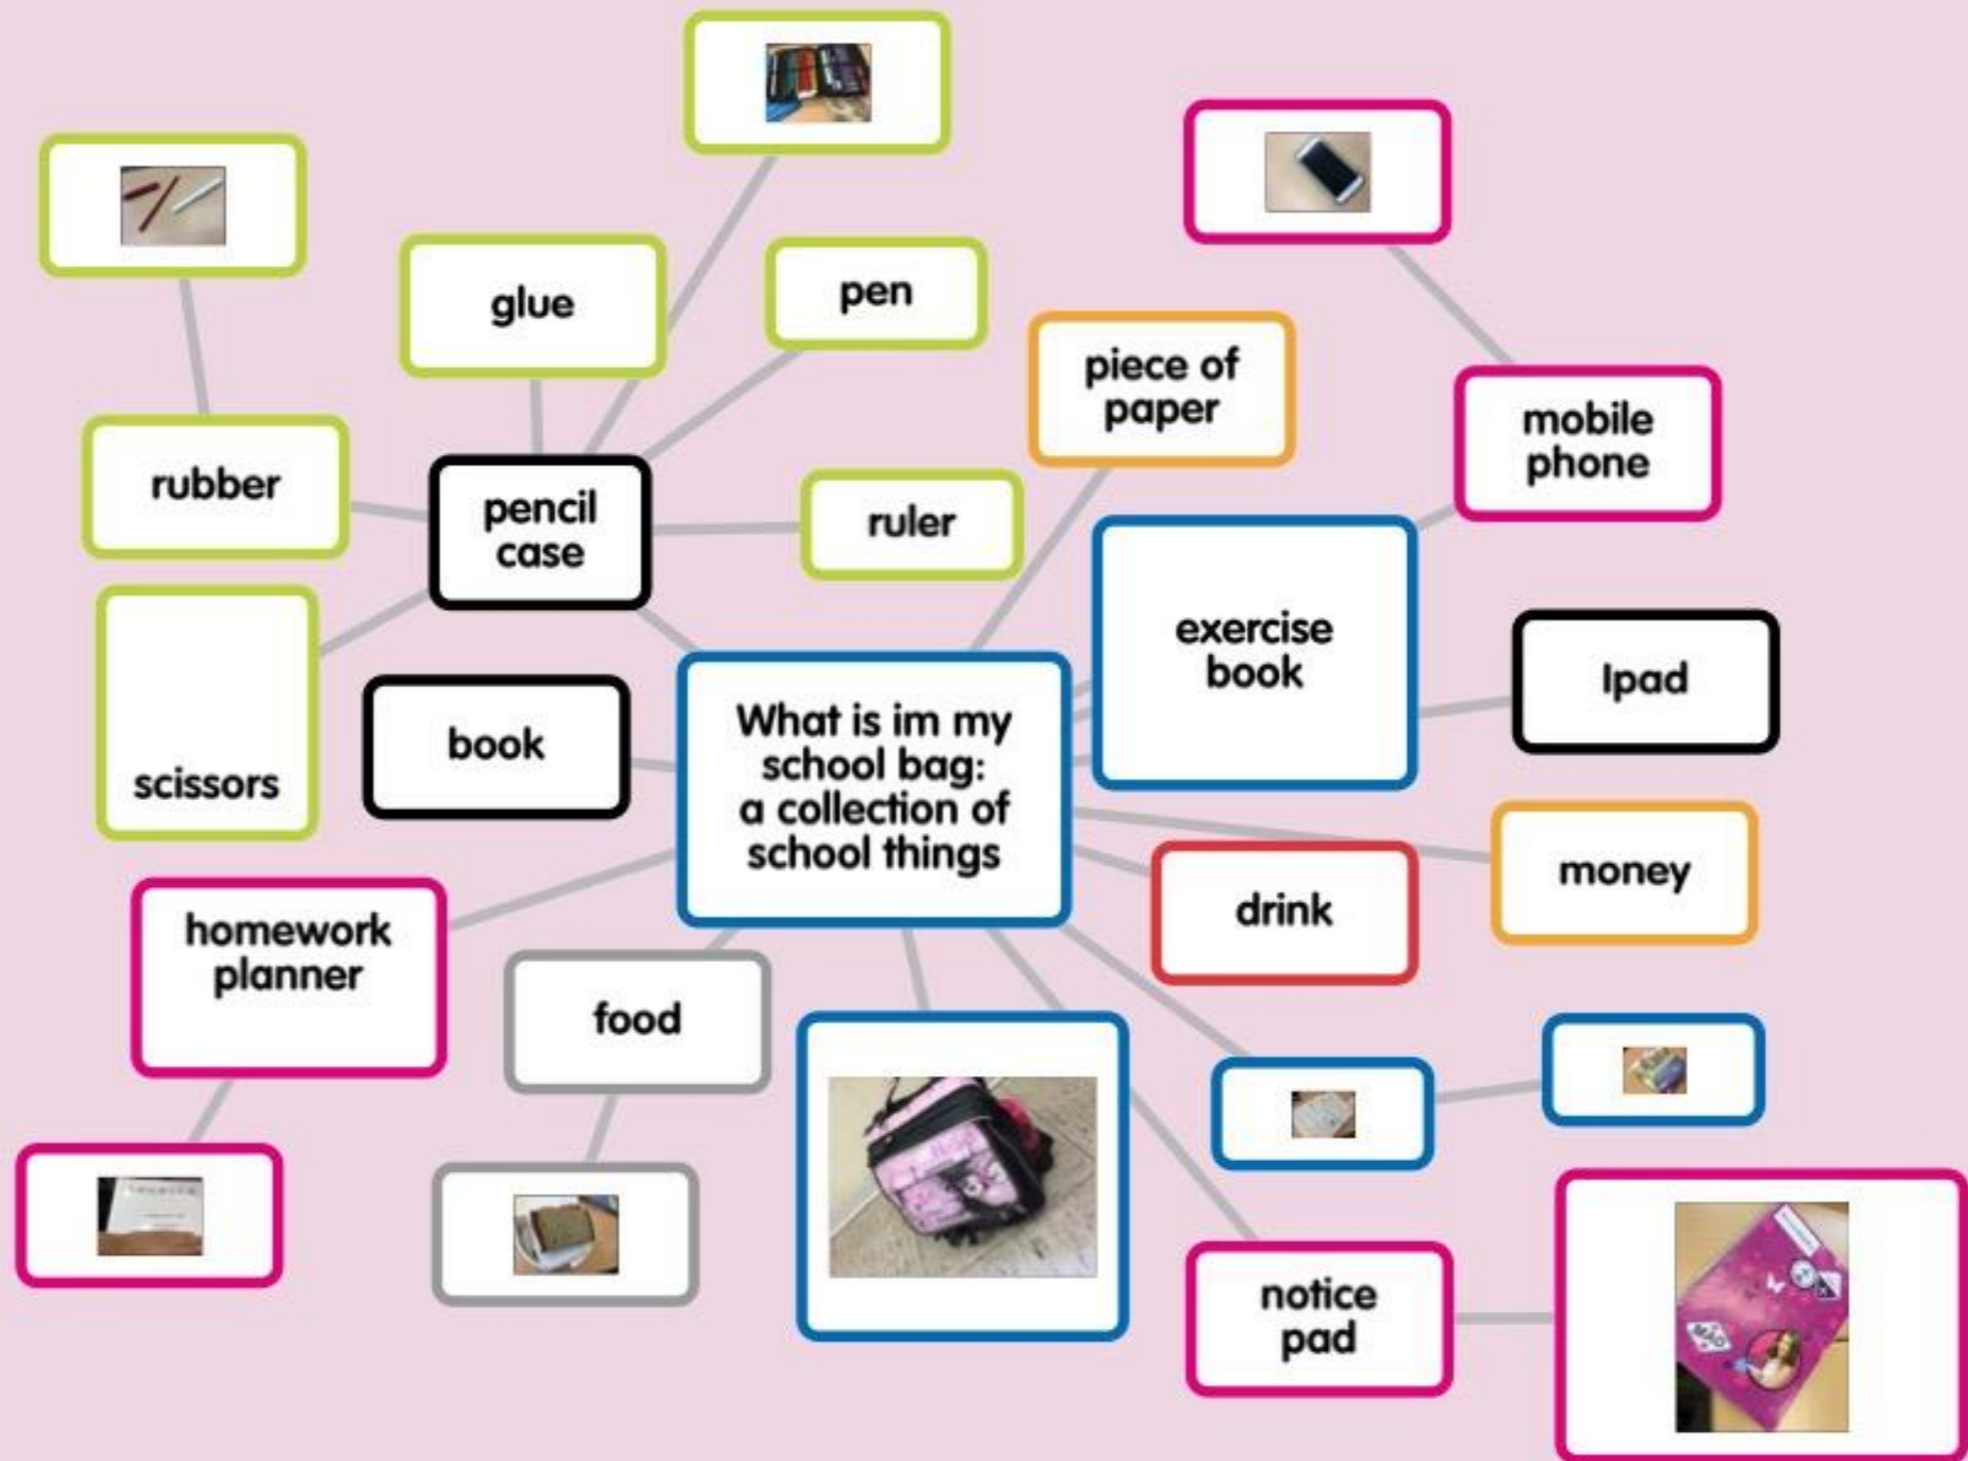 glue
pen
piece of
paper
mobile
phone
rubber
pencil
case
ruler
exercise
book
Ipad
scissors
book
What is im my
school bag:
a collection of
school things
money
drink
homework
planner
food
notice
pad